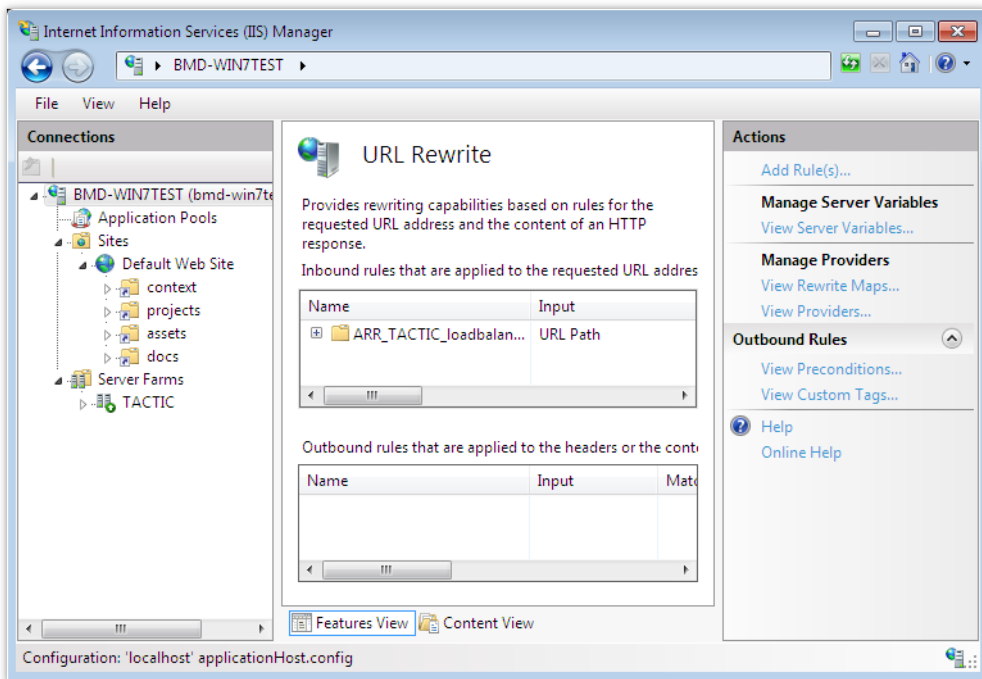 Internet Information Services (IIS) Manager
BMD-WIN7TEST
File View Help
Connections
BMD-WIN7TEST (bmd-win7te
Application Pools
Sites
Default Web Site
context
projects
assets
docs
Server Farms
TACTIC
URL Rewrite
Provides rewriting capabilities based on rules for the
requested URL address and the content of an HTTP
response.
Inbound rules that are applied to the requested URL addres
Name Input
ARR_TACTIC_loadbalan... URL Path
Outbound rules that are applied to the headers or the conte
Name Input Matc
Features View Content View
Actions
Add Rule(s)...
Manage Server Variables
View Server Variables...
Manage Providers
View Rewrite Maps...
View Providers...
Outbound Rules
View Preconditions...
View Custom Tags...
Help
Online Help
Configuration: 'localhost' applicationHost.config